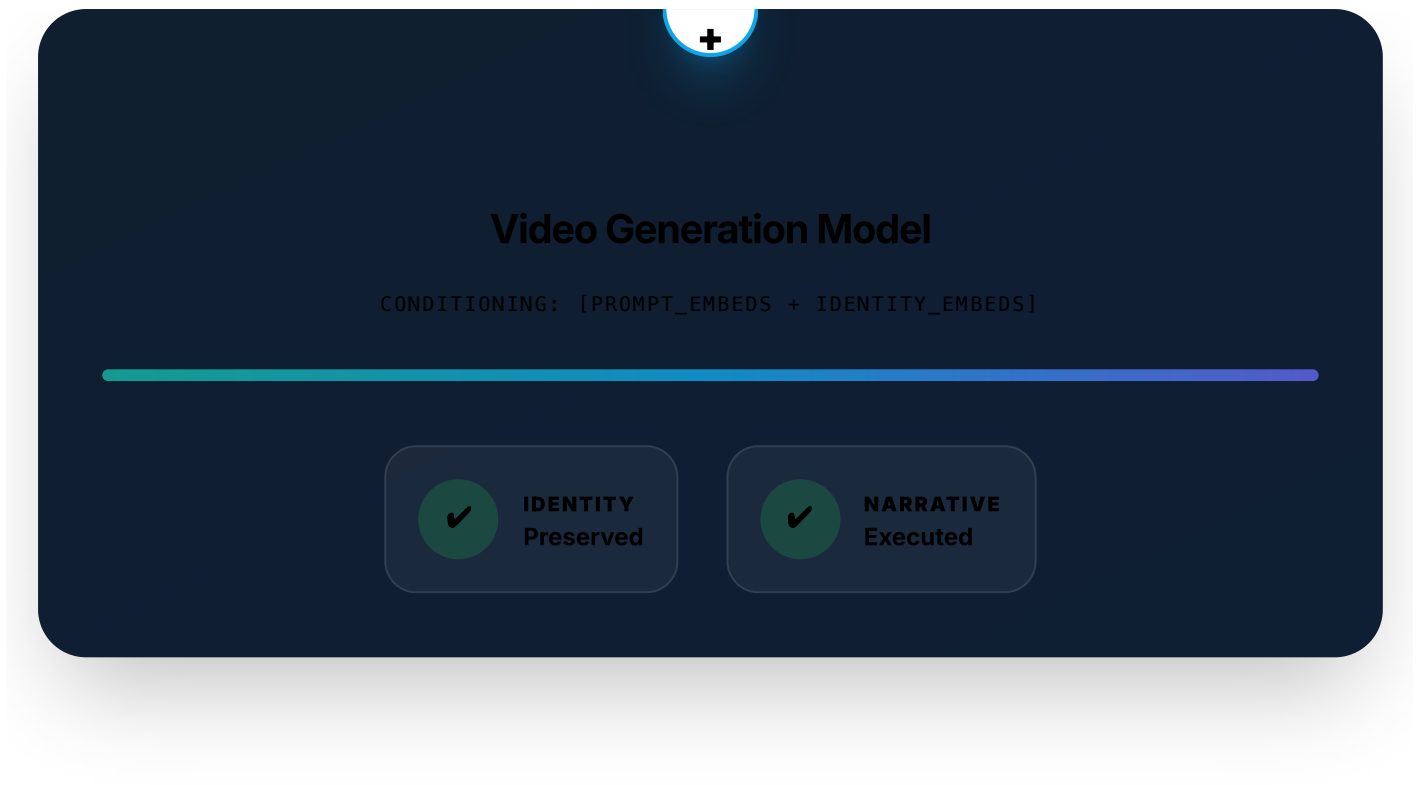 +
Video Generation Model
CONDITIONING: [PROMPT_EMBEDS + IDENTITY_EMBEDS]
✔ IDENTITY
Preserved
✔ NARRATIVE
Executed